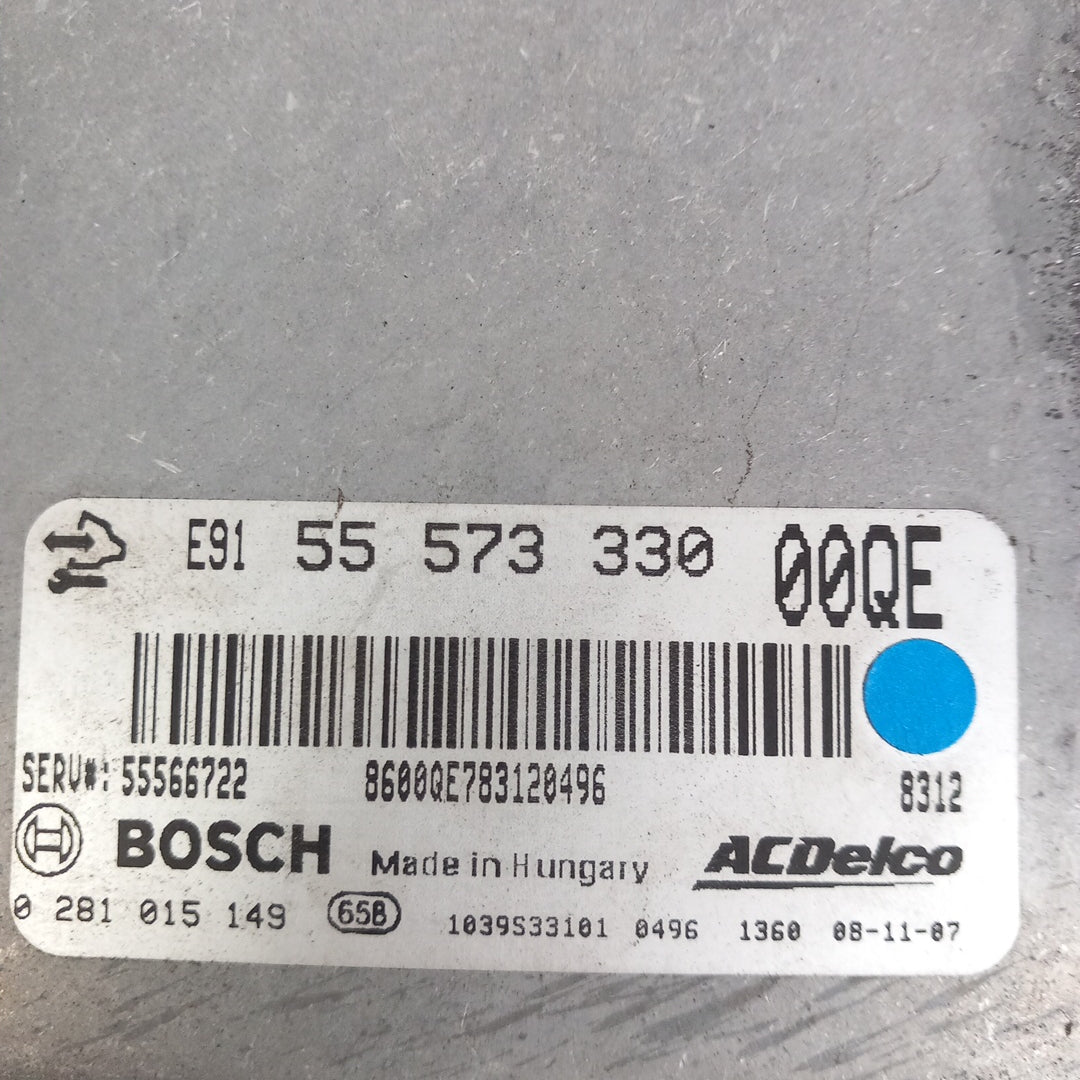 E91 55 573 330 00QE
SERV#: 55566722 8600QE783120496 8312
BOSCH Made in Hungary ACDelco
0 281 015 149 65B 1039S33101 0496 1360 08-11-07